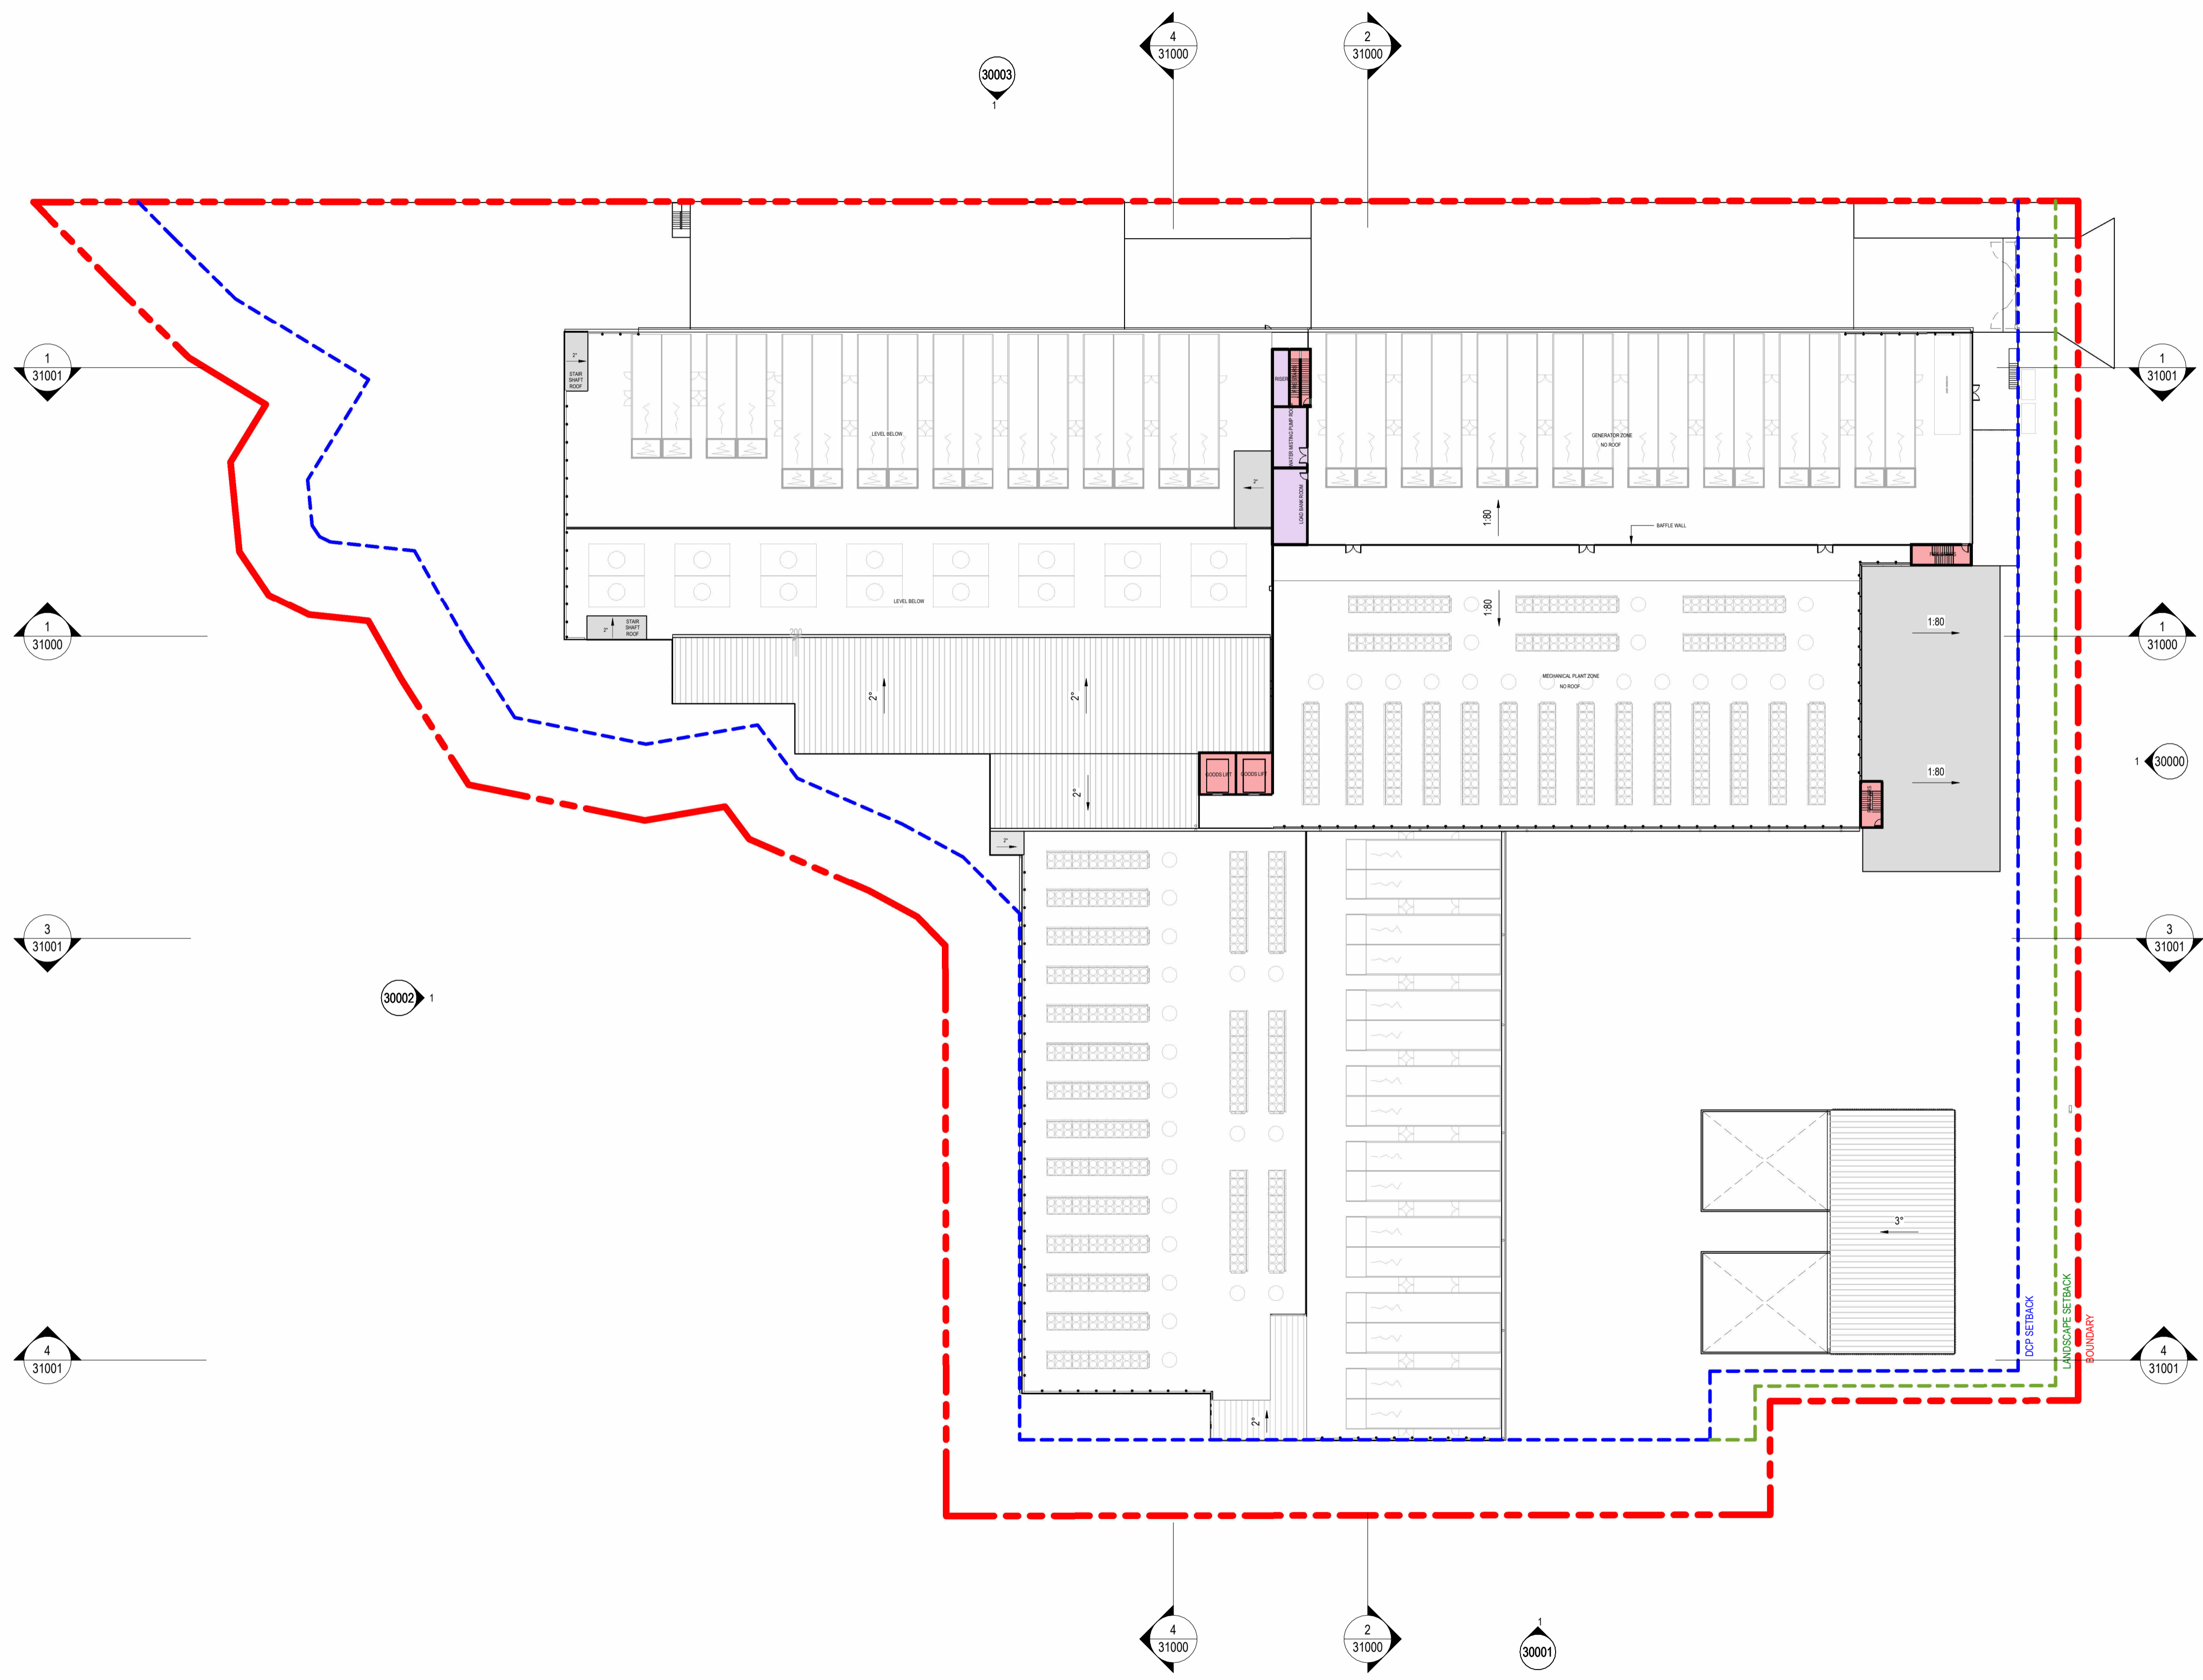 4
31000
2
31000
30003
1
1
31001
1
31001
2°
STAIR
SHAFT
ROOF
RISER
LEVEL BELOW
GENERATOR ZONE
NO ROOF
WATER MISTING PUMP ROOM
2°
LOAD BANK ROOM
1:80
BAFFLE WALL
LEVEL BELOW
1:80
2°
STAIR
SHAFT
ROOF
200
1:80
1
31000
1
31000
2°
2°
MECHANICAL PLANT ZONE
NO ROOF
GOODS LIFT
GOODS LIFT
2°
1:80
1
30000
2°
3
31001
3
31001
30002
1
3°
DCP SETBACK
LANDSCAPE SETBACK
BOUNDARY
4
31001
4
31001
2°
4
31000
2
31000
1
30001